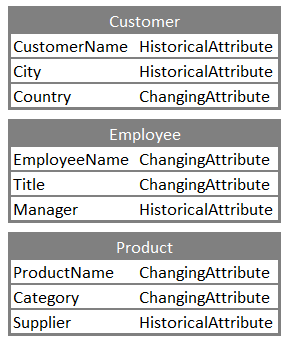 Customer
CustomerName HistoricalAttribute
City HistoricalAttribute
Country ChangingAttribute
Employee
EmployeeName ChangingAttribute
Title ChangingAttribute
Manager HistoricalAttribute
Product
ProductName ChangingAttribute
Category ChangingAttribute
Supplier HistoricalAttribute